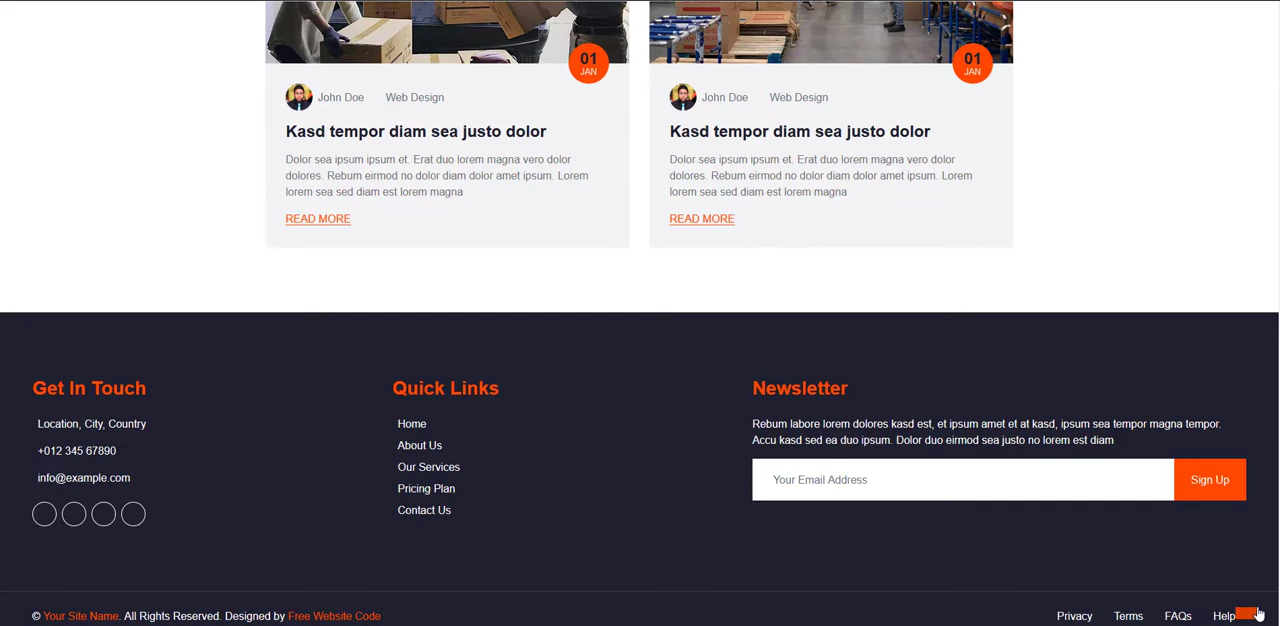 01
JAN
John Doe Web Design
Kasd tempor diam sea justo dolor
Dolor sea ipsum ipsum et. Erat duo lorem magna vero dolor
dolores. Rebum eirmod no dolor diam dolor amet ipsum. Lorem
lorem sea sed diam est lorem magna
READ MORE
01
JAN
John Doe Web Design
Kasd tempor diam sea justo dolor
Dolor sea ipsum ipsum et. Erat duo lorem magna vero dolor
dolores. Rebum eirmod no dolor diam dolor amet ipsum. Lorem
lorem sea sed diam est lorem magna
READ MORE
Get In Touch
Location, City, Country
+012 345 67890
info@example.com
Quick Links
Home
About Us
Our Services
Pricing Plan
Contact Us
Newsletter
Rebum labore lorem dolores kasd est, et ipsum amet et at kasd, ipsum sea tempor magna tempor.
Accu kasd sed ea duo ipsum. Dolor duo eirmod sea justo no lorem est diam
Your Email Address
Sign Up
© Your Site Name. All Rights Reserved. Designed by Free Website Code
Privacy Terms FAQs Help